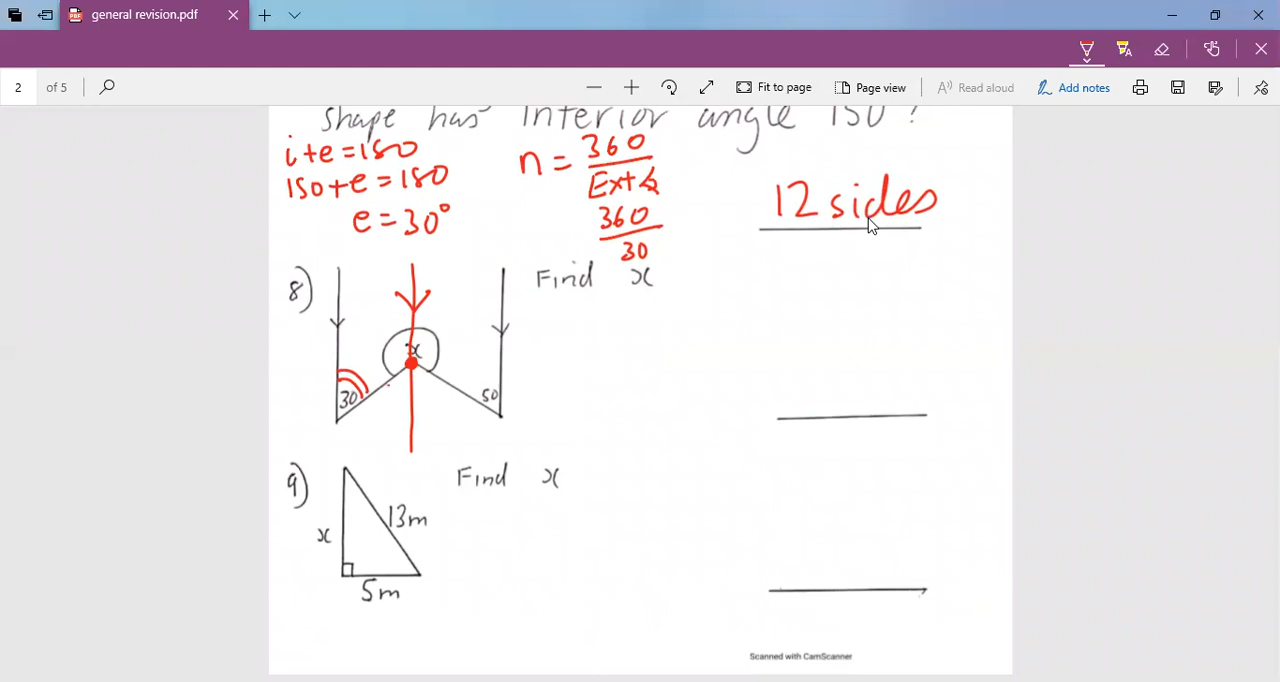 general revision.pdf
2 of 5
Fit to page
Page view
Read aloud
Add notes
shape has interior angle 150?
i+e=180
150+e=180
e=30°
n = 360
Ext
360
30
12 sides
8)
Find x
x
30
50
9)
Find x
x
13m
5m
Scanned with CamScanner